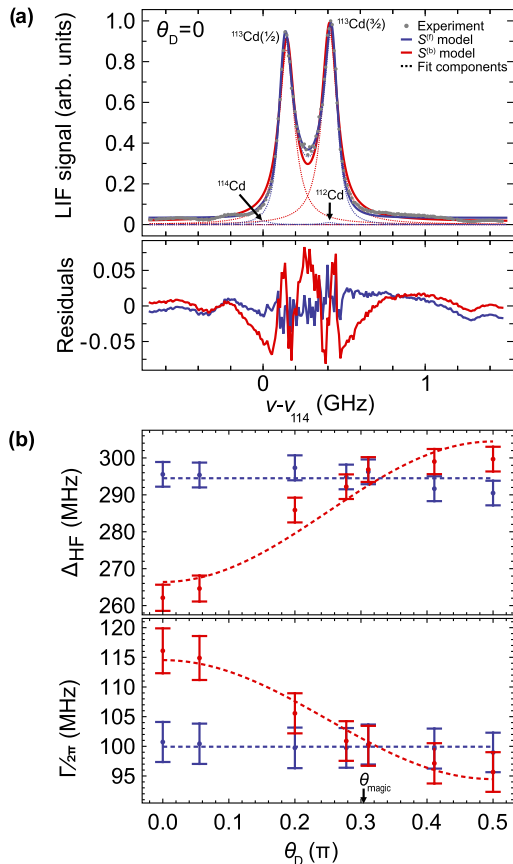 (a)
θD=0
113Cd(½)
113Cd(³⁄₂)
Experiment
S(f) model
S(b) model
Fit components
LIF signal (arb. units)
1.0
0.8
0.6
0.4
0.2
0
114Cd
112Cd
Residuals
0.05
0
-0.05
0
1
ν-ν114 (GHz)
(b)
ΔHF (MHz)
300
290
280
270
260
Γ⁄2π (MHz)
120
115
110
105
100
95
θmagic
0.0
0.1
0.2
0.3
0.4
0.5
θD (π)